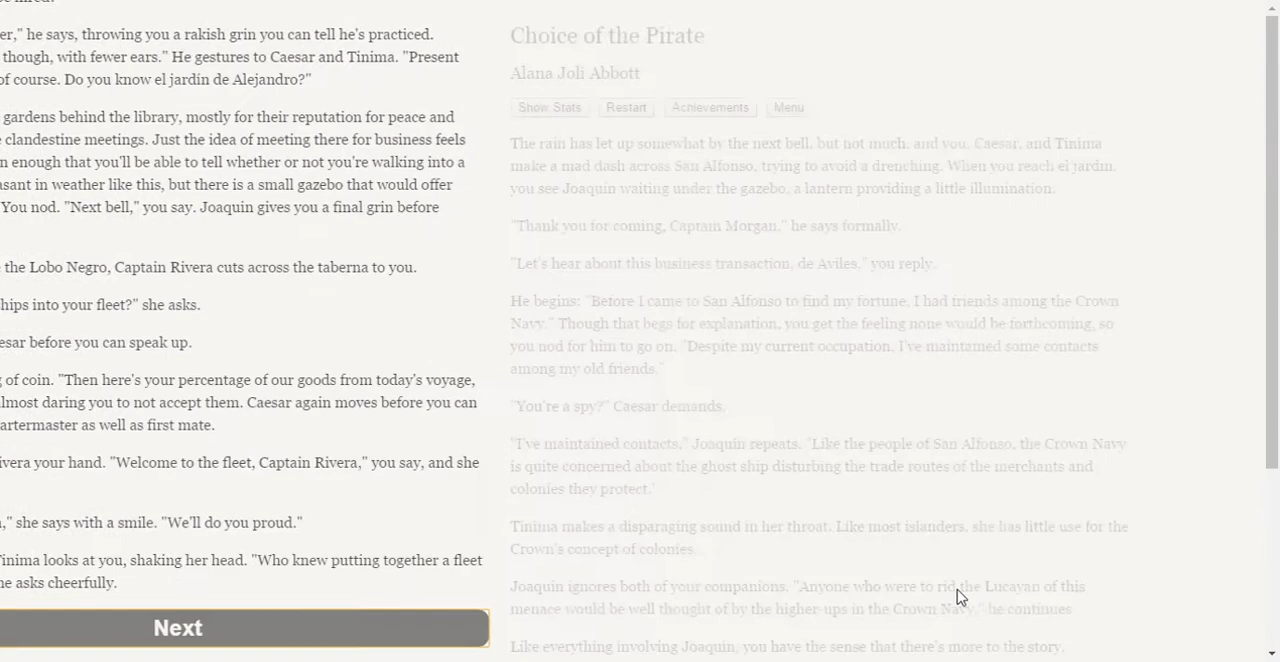 er," he says, throwing you a rakish grin you can tell he's practiced.
though, with fewer ears." He gestures to Caesar and Tinima. "Present
of course. Do you know el jardín de Alejandro?"
gardens behind the library, mostly for their reputation for peace and
clandestine meetings. Just the idea of meeting there for business feels
n enough that you'll be able to tell whether or not you're walking into a
asant in weather like this, but there is a small gazebo that would offer
You nod. "Next bell," you say. Joaquin gives you a final grin before
the Lobo Negro, Captain Rivera cuts across the taberna to you.
hips into your fleet?" she asks.
esar before you can speak up.
g of coin. "Then here's your percentage of our goods from today's voyage,
lmost daring you to not accept them. Caesar again moves before you can
artermaster as well as first mate.
ivera your hand. "Welcome to the fleet, Captain Rivera," you say, and she
," she says with a smile. "We'll do you proud."
Tinima looks at you, shaking her head. "Who knew putting together a fleet
he asks cheerfully.
Next
Choice of the Pirate
Alana Joli Abbott
Show Stats Restart Achievements Menu
The rain has let up somewhat by the next bell, but not much, and you, Caesar, and Tinima
make a mad dash across San Alfonso, trying to avoid a drenching. When you reach el jardín,
you see Joaquin waiting under the gazebo, a lantern providing a little illumination.
"Thank you for coming, Captain Morgan," he says formally.
"Let's hear about this business transaction, de Aviles," you reply.
He begins: "Before I came to San Alfonso to find my fortune, I had friends among the Crown
Navy." Though that begs for explanation, you get the feeling none would be forthcoming, so
you nod for him to go on. "Despite my current occupation, I've maintained some contacts
among my old friends."
"You're a spy?" Caesar demands.
"I've maintained contacts," Joaquin repeats. "Like the people of San Alfonso, the Crown Navy
is quite concerned about the ghost ship disturbing the trade routes of the merchants and
colonies they protect."
Tinima makes a disparaging sound in her throat. Like most islanders, she has little use for the
Crown's concept of colonies.
Joaquin ignores both of your companions. "Anyone who were to rid the Lucayan of this
menace would be well thought of by the higher-ups in the Crown Navy," he continues
Like everything involving Joaquin, you have the sense that there's more to the story.